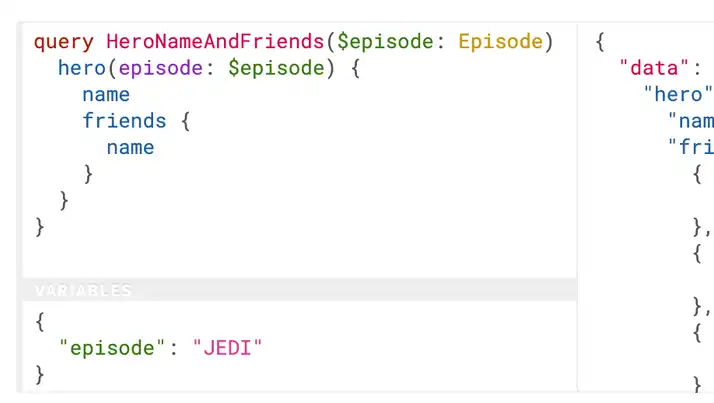 query HeroNameAndFriends($episode: Episode)
hero(episode: $episode) {
name
friends {
name
}
}
}
VARIABLES
{
"episode": "JEDI"
}
{
"data":
"hero"
"nam
"fri
{
},
{
},
{
}